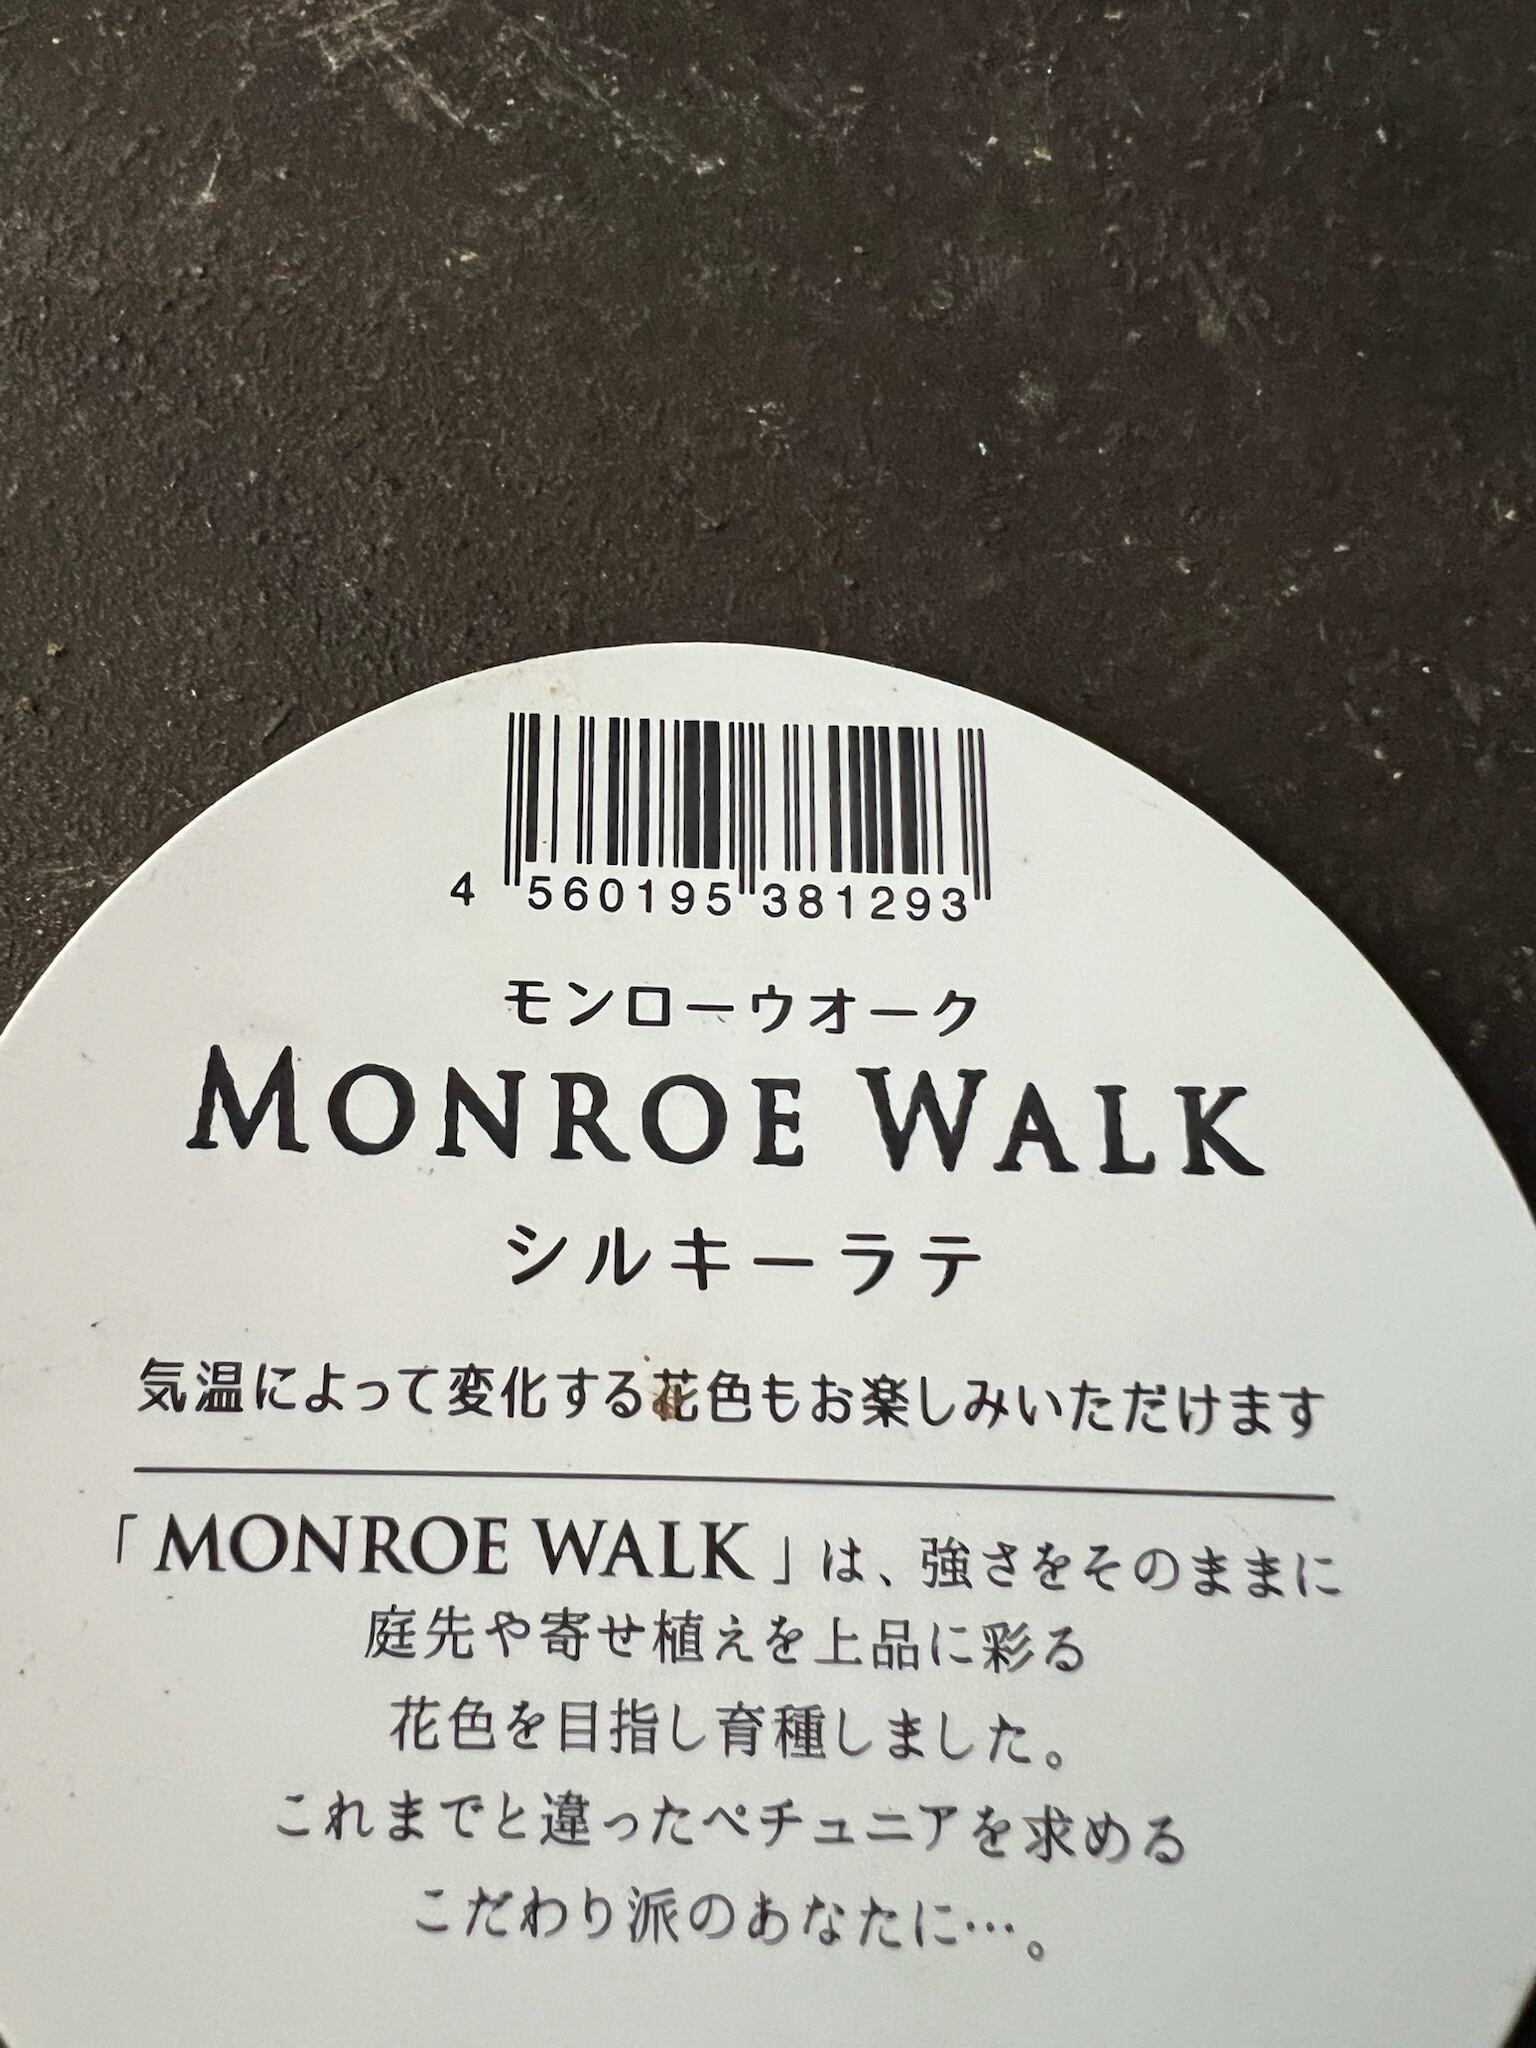 4 560195 381293
モンローウオーク
MONROE WALK
シルキーラテ
気温によって変化する花色もお楽しみいただけます
「MONROE WALK」は、強さをそのままに
庭先や寄せ植えを上品に彩る
花色を目指し育種しました。
これまでと違ったペチュニアを求める
こだわり派のあなたに…。